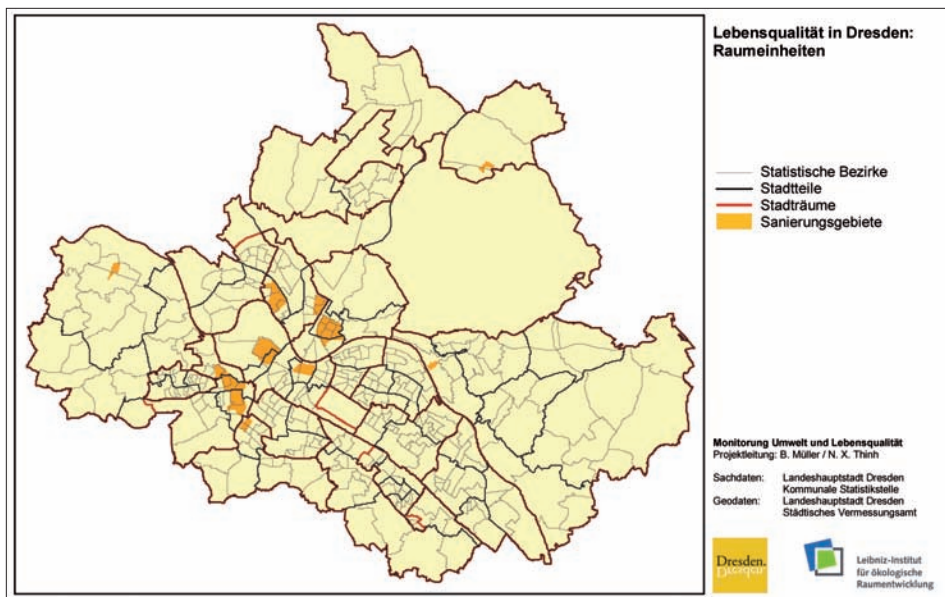 Lebensqualität in Dresden:
Raumeinheiten
Statistische Bezirke
Stadtteile
Stadträume
Sanierungsgebiete
Monitorung Umwelt und Lebensqualität
Projektleitung: B. Müller / N. X. Thinh
Sachdaten: Landeshauptstadt Dresden
Kommunale Statistikstelle
Geodaten: Landeshauptstadt Dresden
Städtisches Vermessungsamt
Dresden.
Dresden
Leibniz-Institut
für ökologische
Raumentwicklung